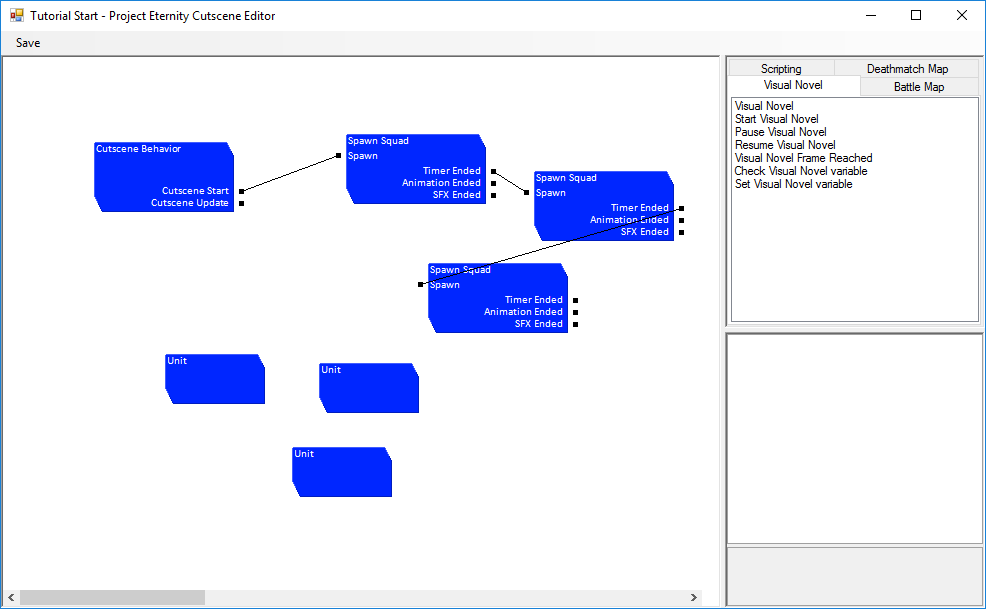 Tutorial Start - Project Eternity Cutscene Editor
Save
Cutscene Behavior
Cutscene Start
Cutscene Update
Spawn Squad
Spawn
Timer Ended
Animation Ended
SFX Ended
Spawn Squad
Spawn
Timer Ended
Animation Ended
SFX Ended
Spawn Squad
Spawn
Timer Ended
Animation Ended
SFX Ended
Unit
Unit
Unit
Scripting
Deathmatch Map
Visual Novel
Battle Map
Visual Novel
Start Visual Novel
Pause Visual Novel
Resume Visual Novel
Visual Novel Frame Reached
Check Visual Novel variable
Set Visual Novel variable